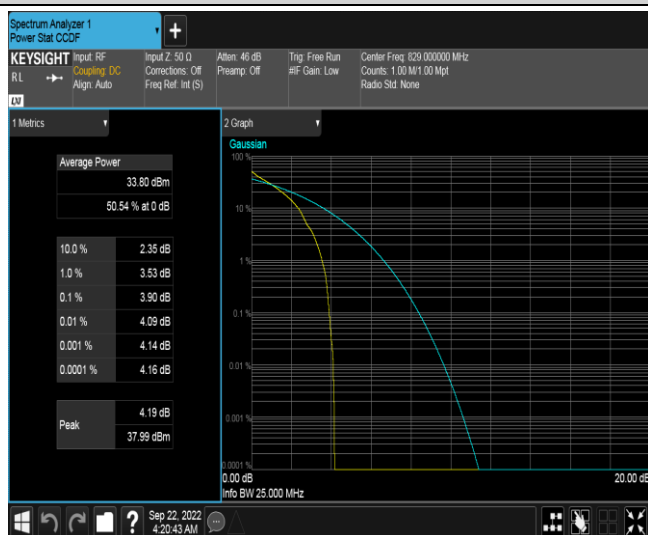 Spectrum Analyzer 1
Power Stat CCDF
KEYSIGHT
RL
LXI
Input: RF
Coupling: DC
Align: Auto
Input Z: 50 Ω
Corrections: Off
Freq Ref: Int (S)
Atten: 46 dB
Preamp: Off
Trig: Free Run
#IF Gain: Low
Center Freq: 829.000000 MHz
Counts: 1.00 M/1.00 Mpt
Radio Std: None
1 Metrics
Average Power
33.80 dBm
50.54 % at 0 dB
10.0 % 2.35 dB
1.0 % 3.53 dB
0.1 % 3.90 dB
0.01 % 4.09 dB
0.001 % 4.14 dB
0.0001 % 4.16 dB
Peak
4.19 dB
37.99 dBm
2 Graph
Gaussian
100 %
10 %
1 %
0.1 %
0.01 %
0.001 %
0.0001 %
0.00 dB 20.00 dB
Info BW 25.000 MHz
Sep 22, 2022
4:20:43 AM